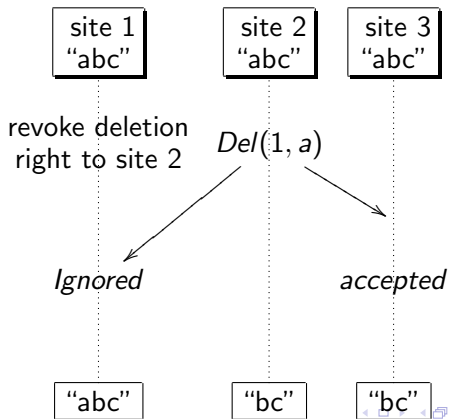 site 1
“abc”
site 2
“abc”
site 3
“abc”
revoke deletion
right to site 2
Del(1, a)
Ignored
accepted
“abc”
“bc”
“bc”